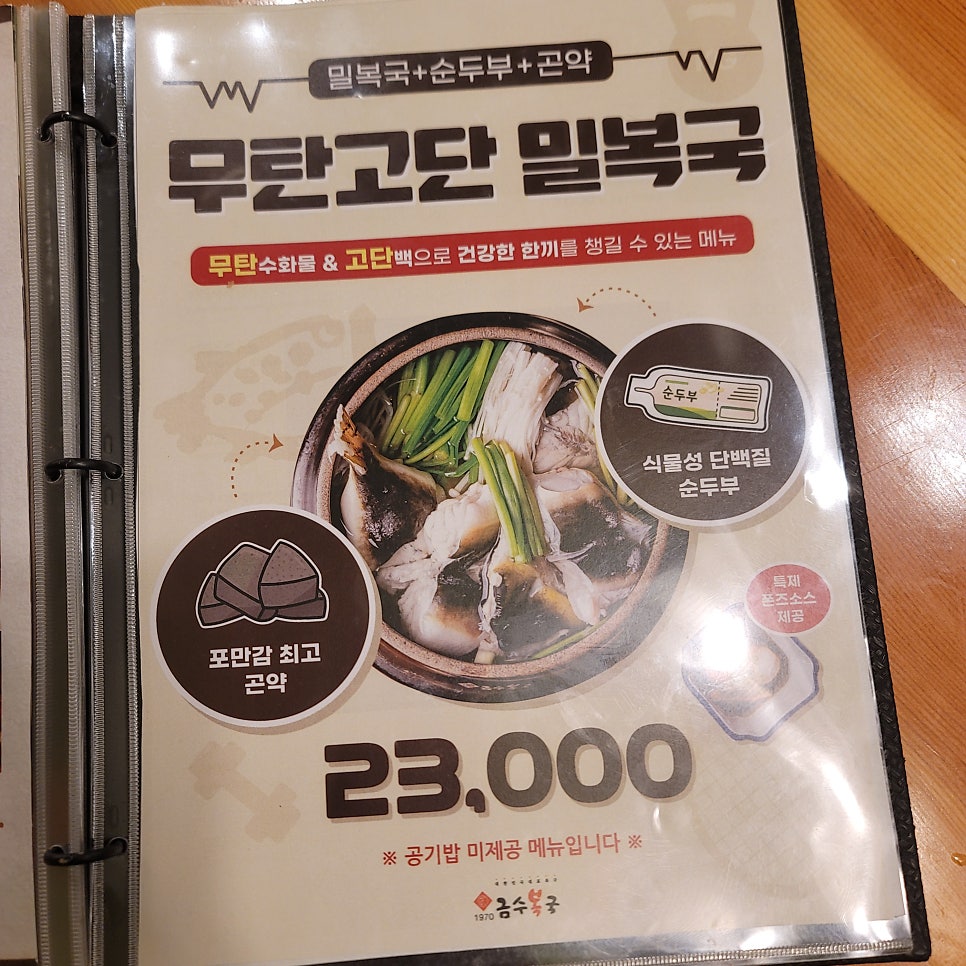 밀복국+순두부+곤약
무탄고단 밀복국
무탄수화물 & 고단백으로 건강한 한끼를 챙길 수 있는 메뉴
순두부
식물성 단백질
순두부
포만감 최고
곤약
특제
폰즈소스
제공
23,000
※ 공기밥 미제공 메뉴입니다 ※
1970 금수복국